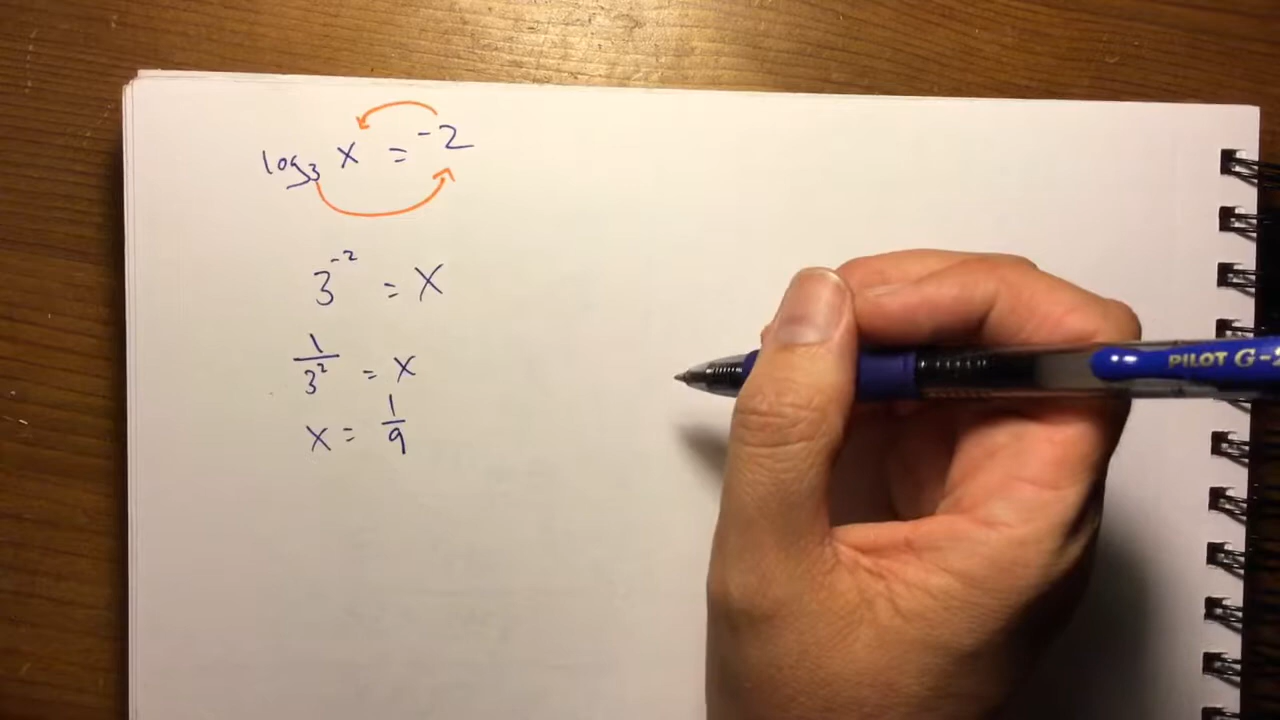 log₃ x = ⁻2
3⁻² = x
1/3² = x
x = 1/9
PILOT G-2